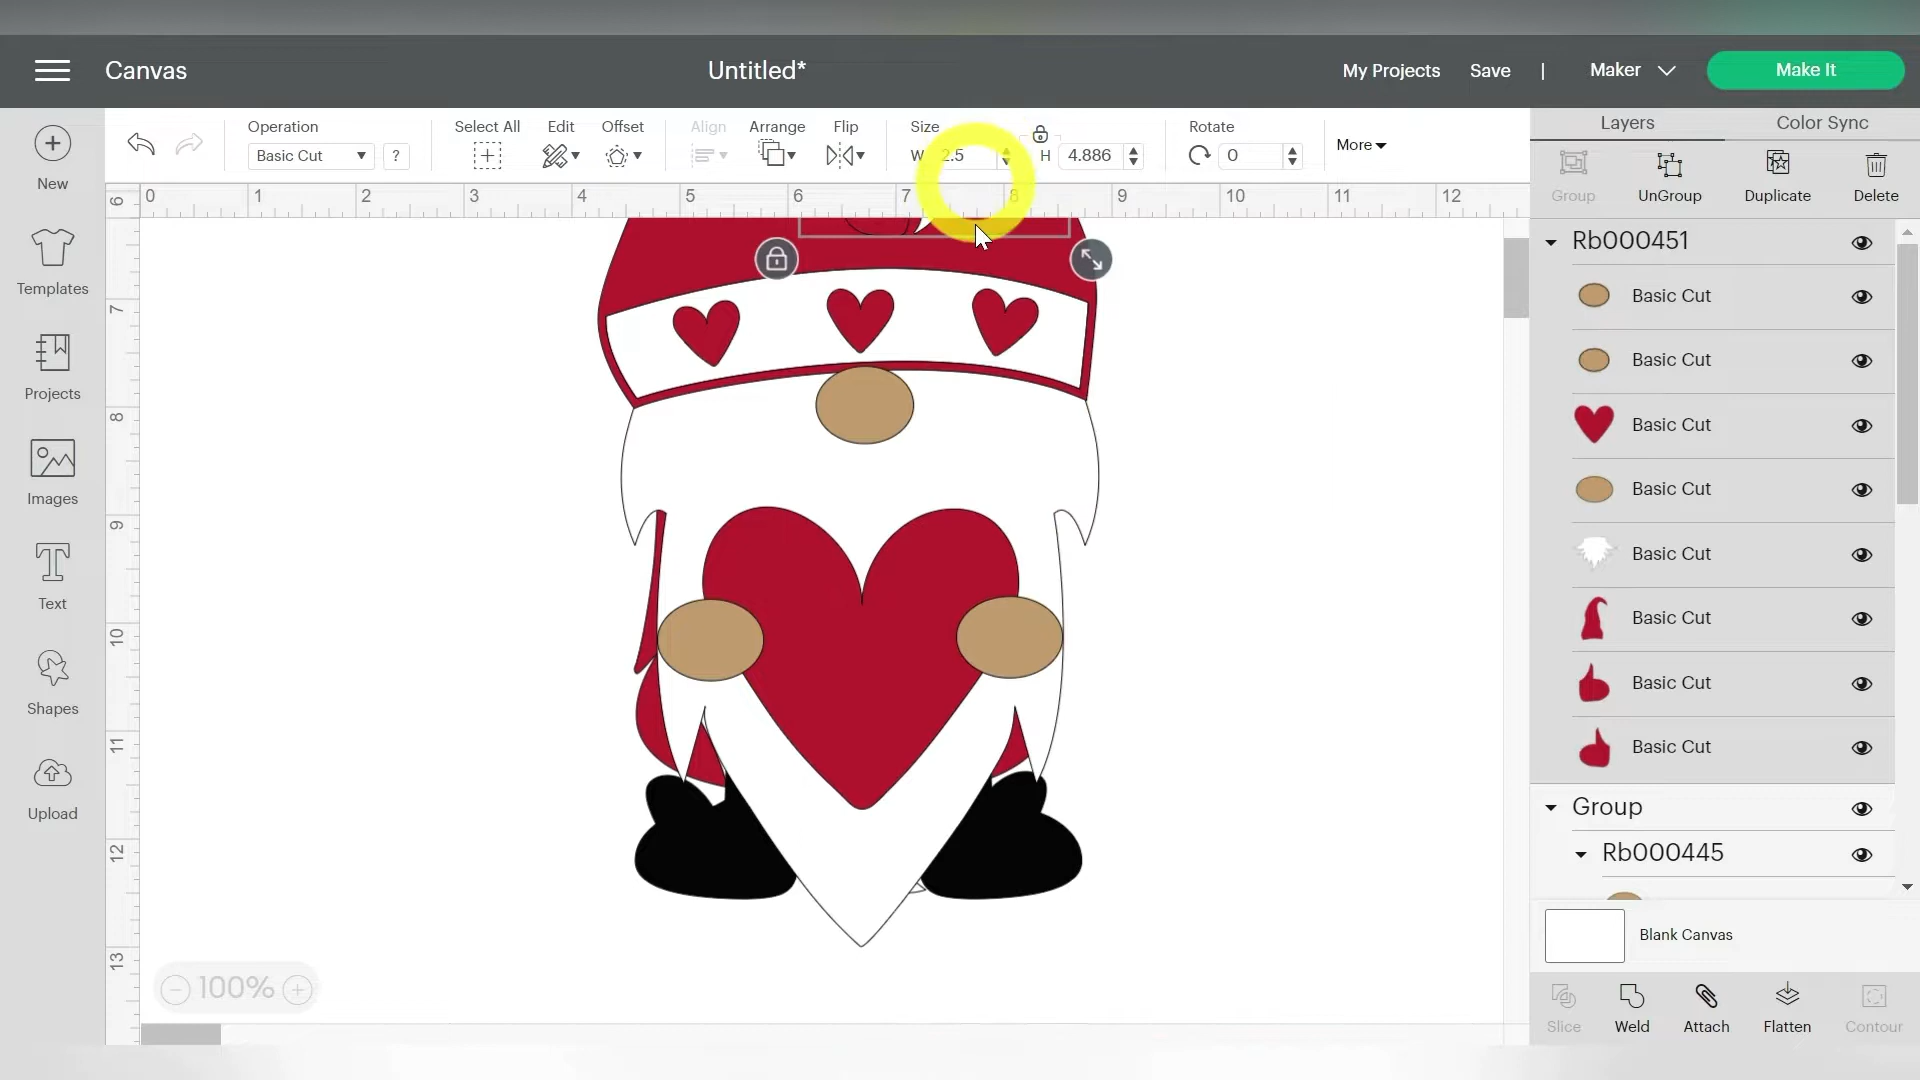 Canvas
Untitled*
My Projects Save | Maker Make It
New
Templates
Projects
Images
Text
Shapes
Upload
Operation
Basic Cut ?
Select All
Edit
Offset
Align
Arrange
Flip
Size
W 2.5 H 4.886
Rotate
0
More
Layers Color Sync
Group UnGroup Duplicate Delete
0 1 2 3 4 5 6 7 8 9 10 11 12
6
7
8
9
10
11
12
13
Rb000451
Basic Cut
Basic Cut
Basic Cut
Basic Cut
Basic Cut
Basic Cut
Basic Cut
Basic Cut
Group
Rb000445
Blank Canvas
Slice Weld Attach Flatten Contour
100%